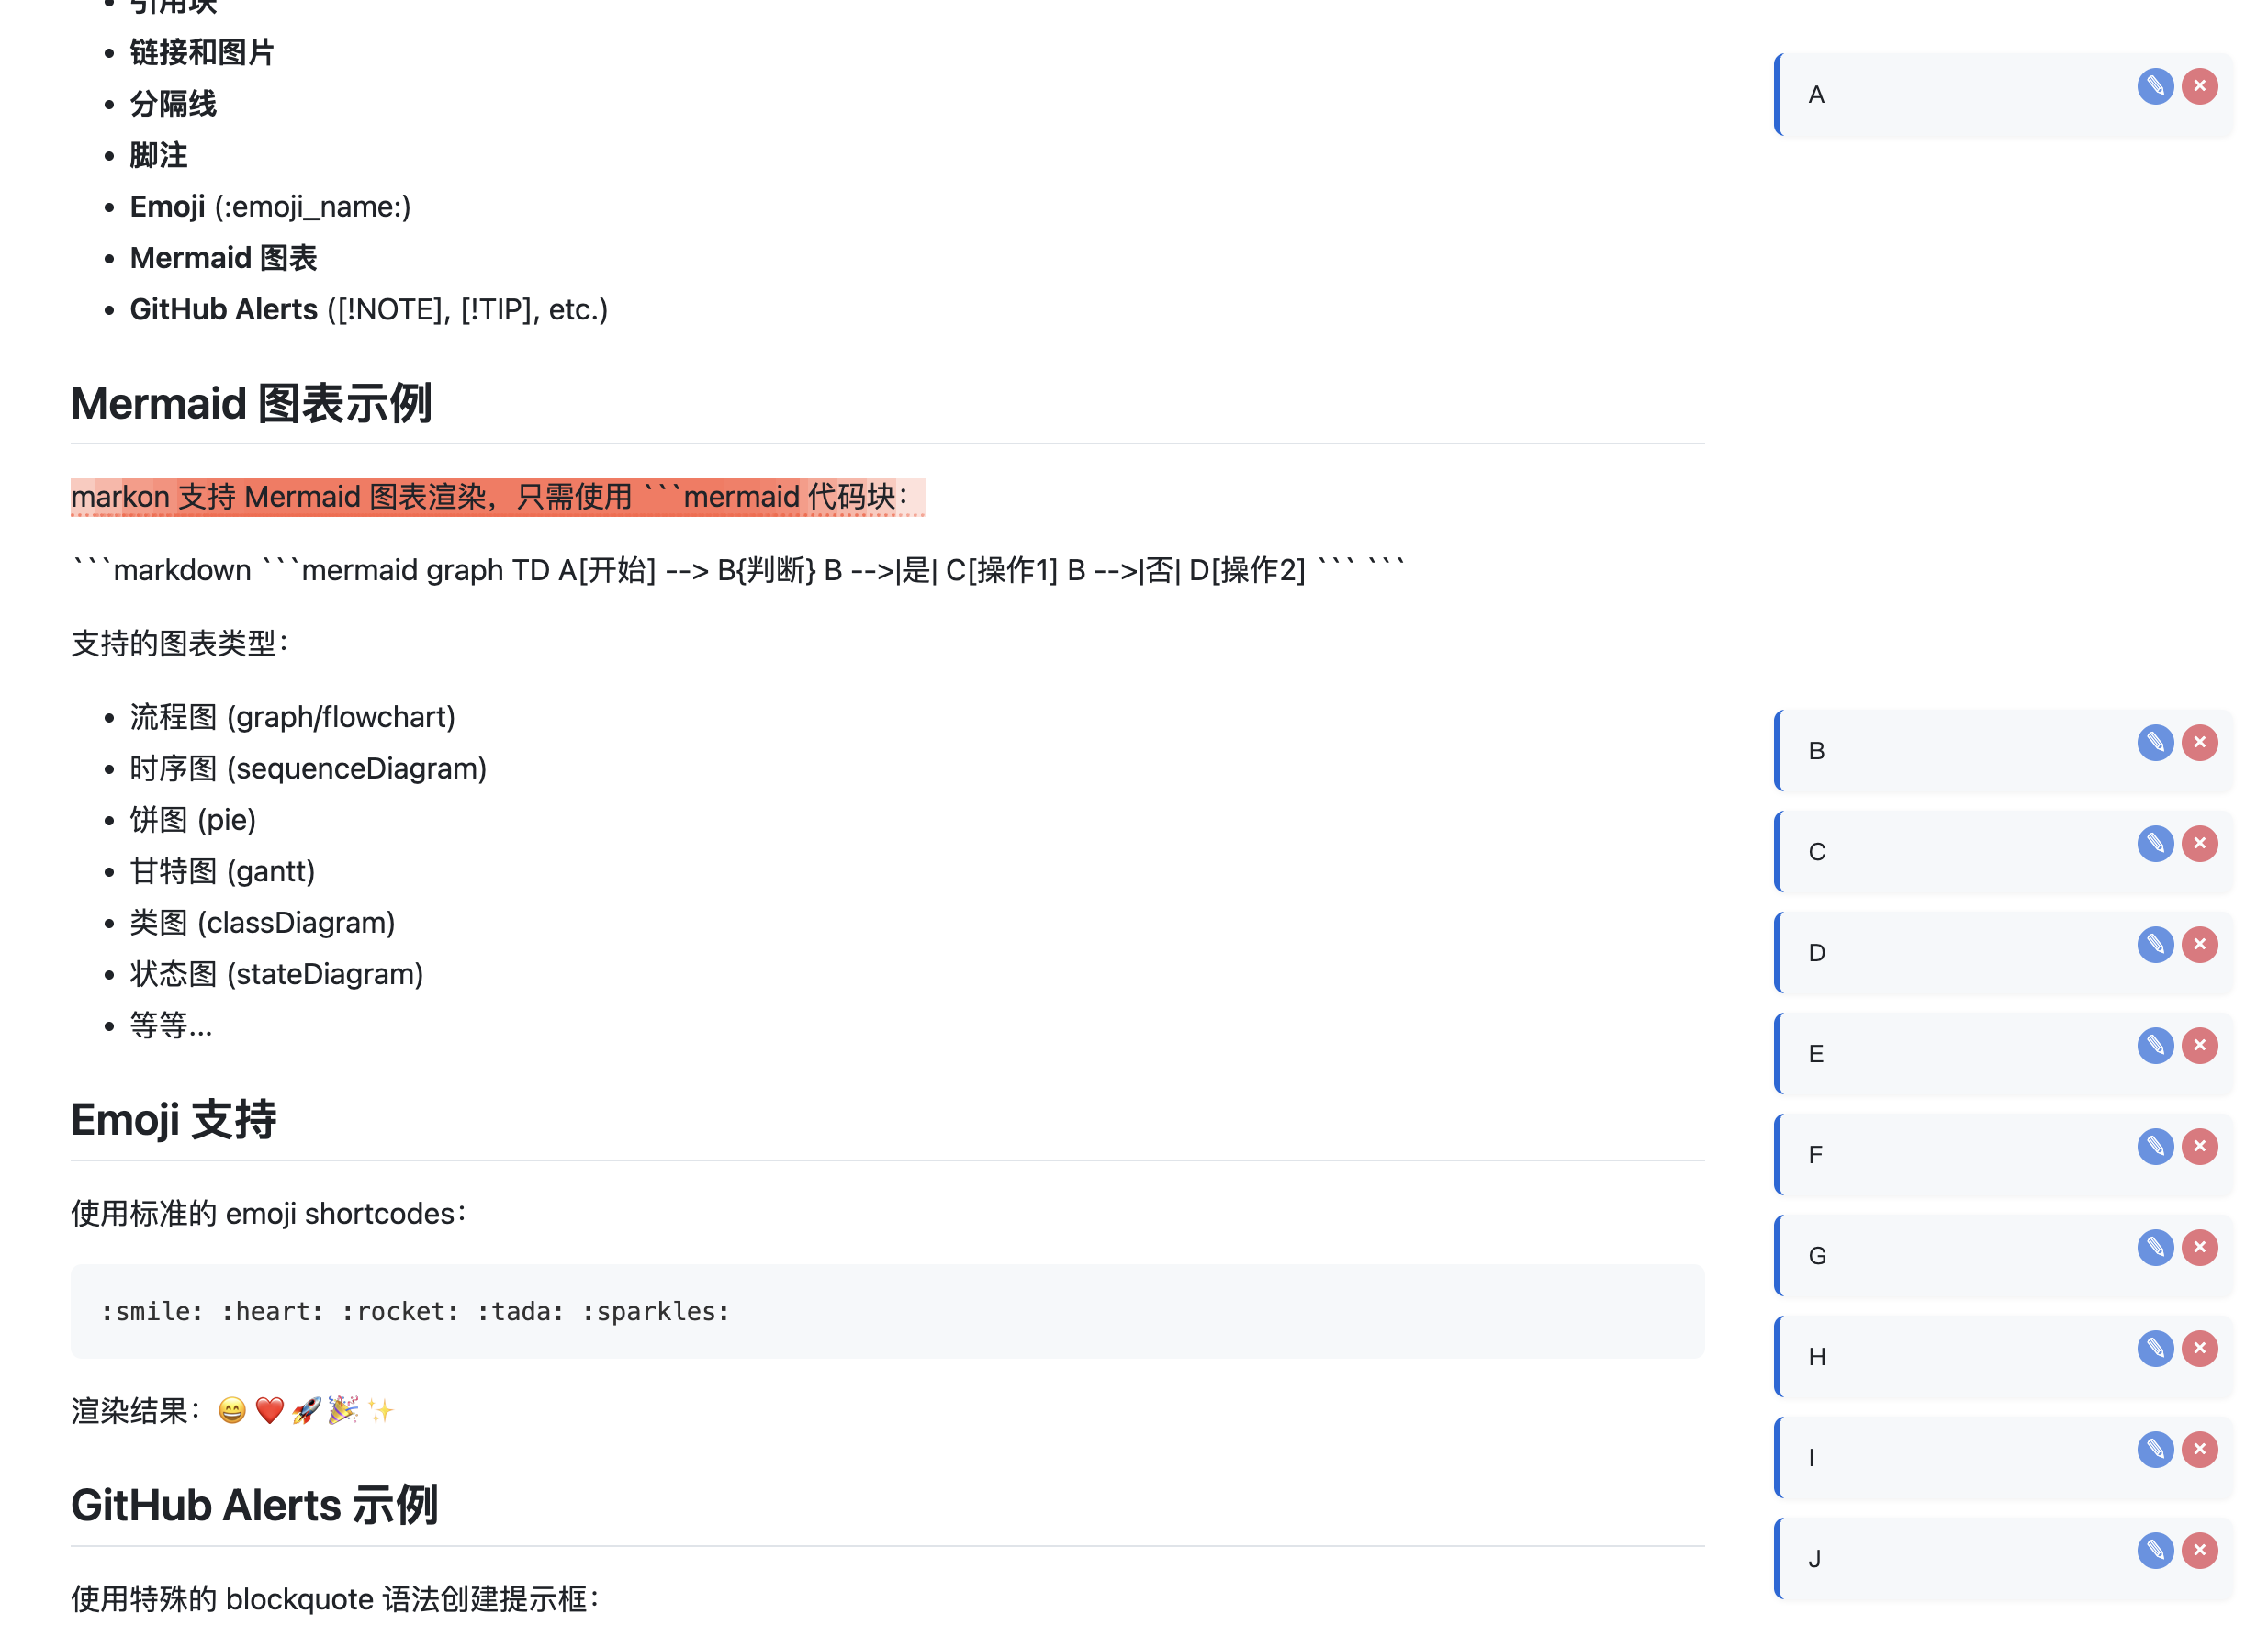 引用块
链接和图片
分隔线
脚注
Emoji (:emoji_name:)
Mermaid 图表
GitHub Alerts ([!NOTE], [!TIP], etc.)
Mermaid 图表示例
markon 支持 Mermaid 图表渲染，只需使用 ```mermaid 代码块：
```markdown ```mermaid graph TD A[开始] --> B{判断} B -->|是| C[操作1] B -->|否| D[操作2] ``` ```
支持的图表类型：
流程图 (graph/flowchart)
时序图 (sequenceDiagram)
饼图 (pie)
甘特图 (gantt)
类图 (classDiagram)
状态图 (stateDiagram)
等等...
Emoji 支持
使用标准的 emoji shortcodes：
:smile: :heart: :rocket: :tada: :sparkles:
渲染结果：😄 ❤️ 🚀 🎉 ✨
GitHub Alerts 示例
使用特殊的 blockquote 语法创建提示框：
A
B
C
D
E
F
G
H
I
J